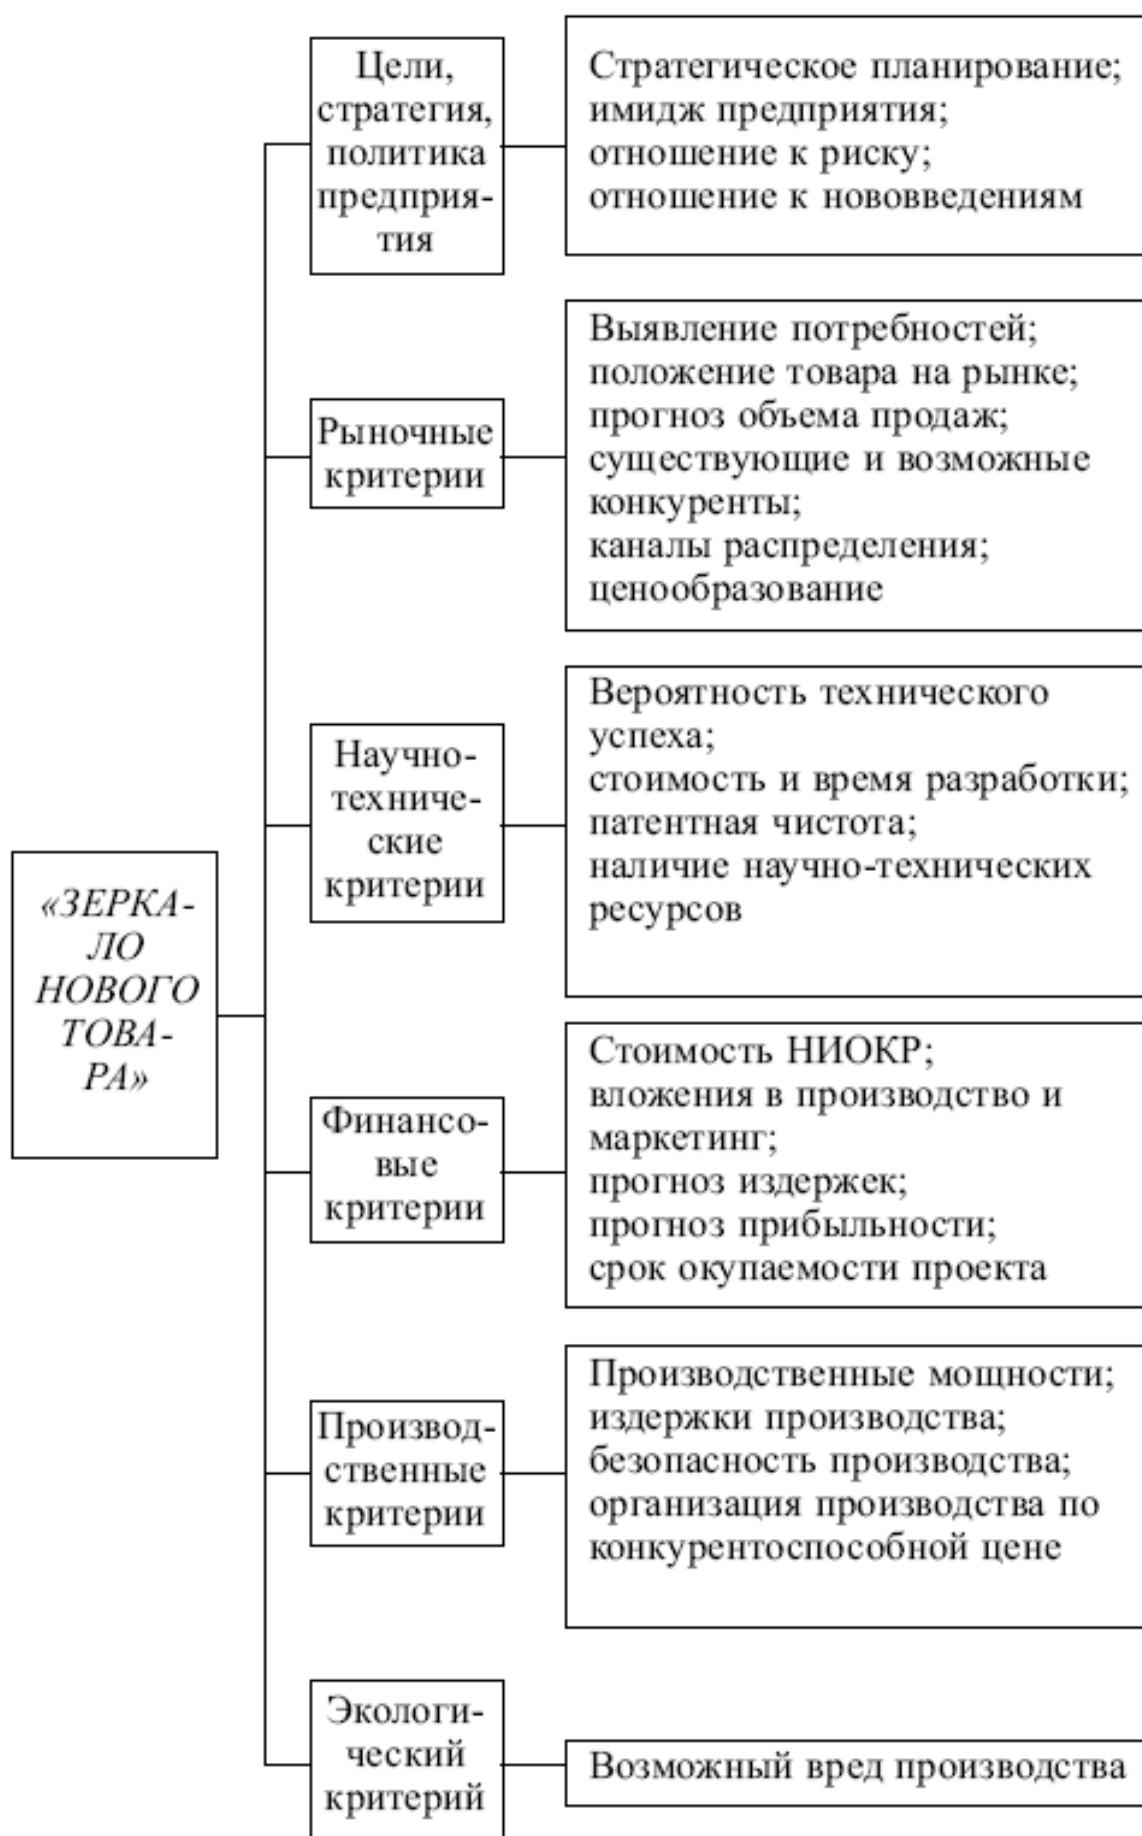 Цели,
стратегия,
политика
предприя-
тия
Стратегическое планирование;
имидж предприятия;
отношение к риску;
отношение к нововведениям
Рыночные
критерии
Выявление потребностей;
положение товара на рынке;
прогноз объема продаж;
существующие и возможные
конкуренты;
каналы распределения;
ценообразование
Научно-
техниче-
ские
критерии
Вероятность технического
успеха;
стоимость и время разработки;
патентная чистота;
наличие научно-технических
ресурсов
«ЗЕРКА-
ЛО
НОВОГО
ТОВА-
РА»
Финансо-
вые
критерии
Стоимость НИОКР;
вложения в производство и
маркетинг;
прогноз издержек;
прогноз прибыльности;
срок окупаемости проекта
Производ-
ственные
критерии
Производственные мощности;
издержки производства;
безопасность производства;
организация производства по
конкурентоспособной цене
Экологи-
ческий
критерий
Возможный вред производства